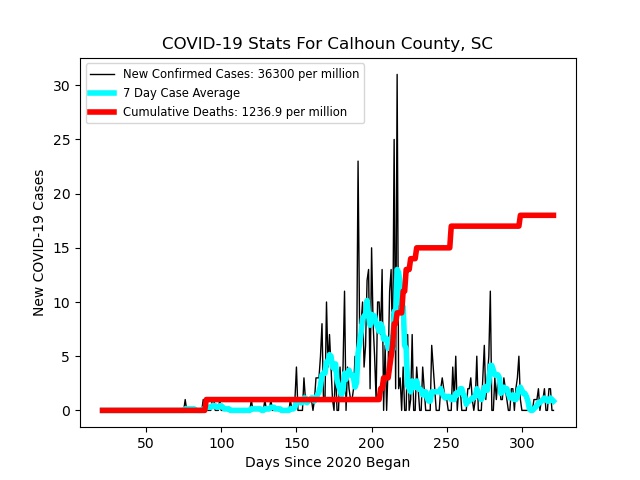 COVID-19 Stats For Calhoun County, SC
New Confirmed Cases: 36300 per million
7 Day Case Average
Cumulative Deaths: 1236.9 per million
New COVID-19 Cases
30
25
20
15
10
5
0
50 100 150 200 250 300
Days Since 2020 Began